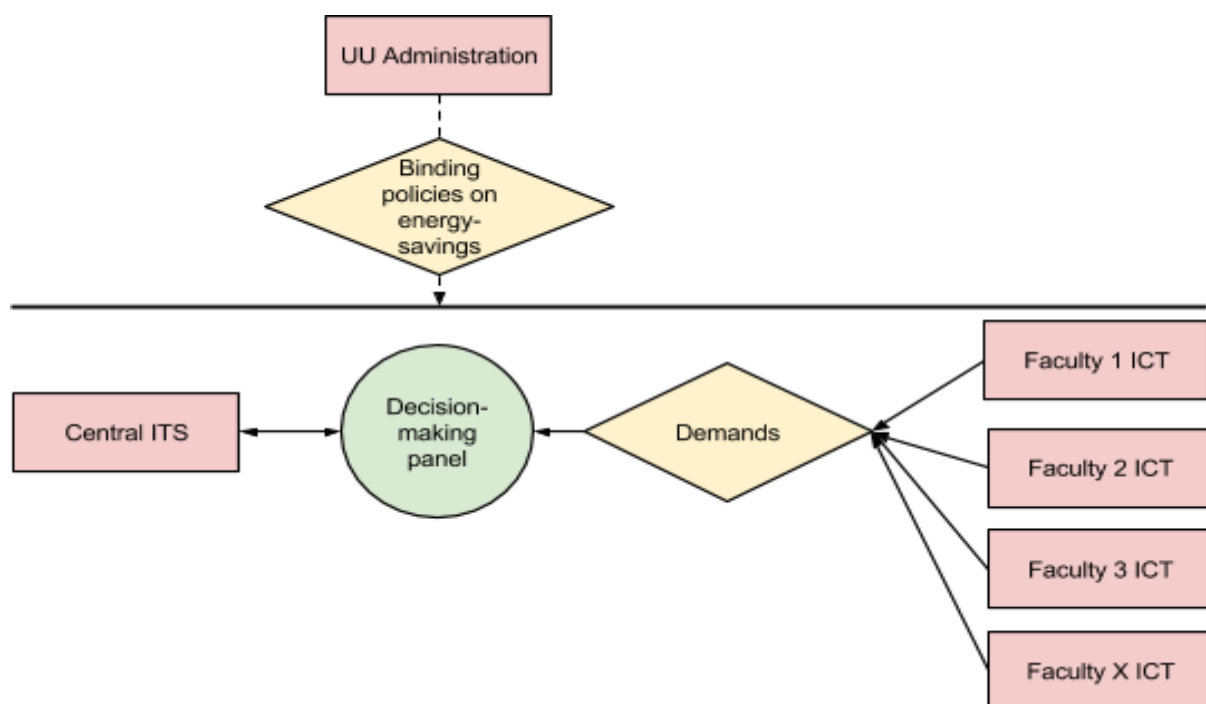 UU Administration
Binding
policies on
energy-
savings
Central ITS
Decision-
making
panel
Demands
Faculty 1 ICT
Faculty 2 ICT
Faculty 3 ICT
Faculty X ICT